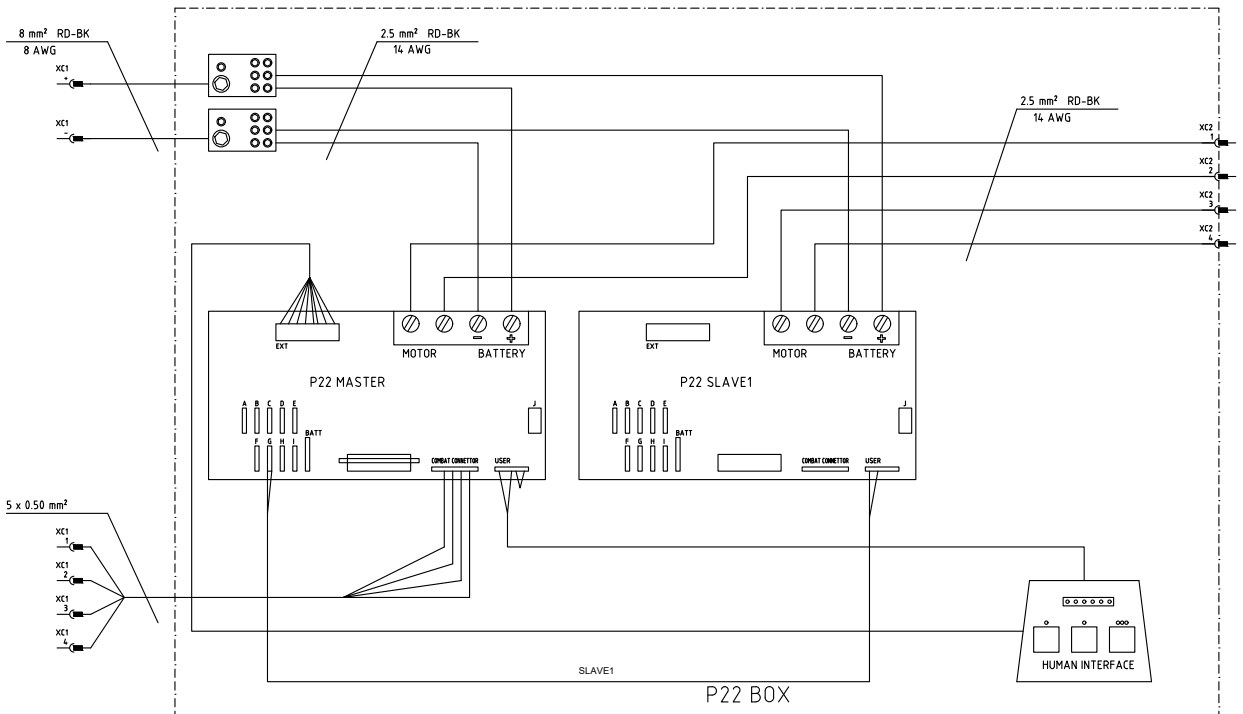 8 mm² RD-BK
8 AWG
2.5 mm² RD-BK
14 AWG
XC1
+
XC1
-
2.5 mm² RD-BK
14 AWG
XC2
1
XC2
2
XC2
3
XC2
4
EXT
- +
MOTOR BATTERY
P22 MASTER
A B C D E
J
BATT
F G H I
COMBAT CONNETTOR
USER
EXT
- +
MOTOR BATTERY
P22 SLAVE1
A B C D E
J
BATT
F G H I
COMBAT CONNETTOR
USER
5 x 0.50 mm²
XC1
1
XC1
2
XC1
3
XC1
4
HUMAN INTERFACE
SLAVE1
P22 BOX